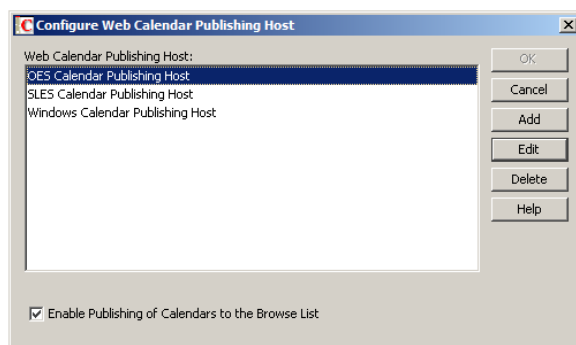 Configure Web Calendar Publishing Host
Web Calendar Publishing Host:
OES Calendar Publishing Host
SLES Calendar Publishing Host
Windows Calendar Publishing Host
OK
Cancel
Add
Edit
Delete
Help
Enable Publishing of Calendars to the Browse List